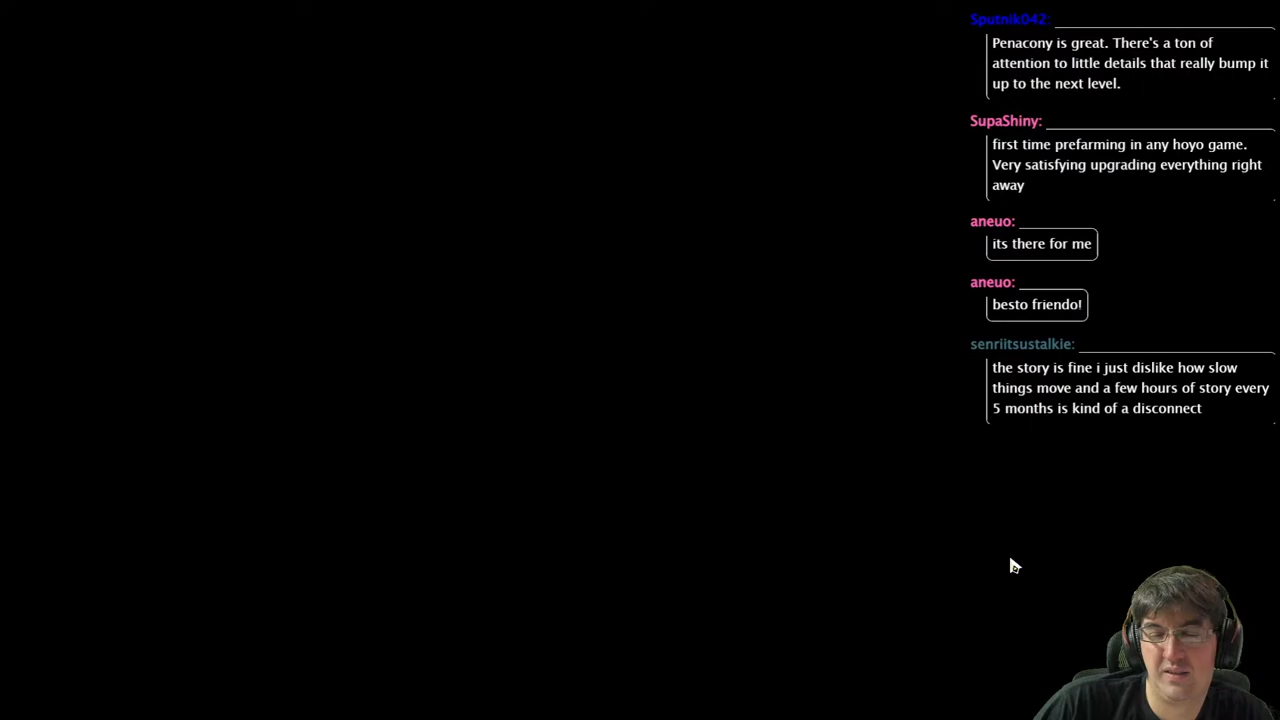 Sputnik042:
Penacony is great. There's a ton of
attention to little details that really bump it
up to the next level.
SupaShiny:
first time prefarming in any hoyo game.
Very satisfying upgrading everything right
away
aneuo:
its there for me
aneuo:
besto friendo!
senriitsustalkie:
the story is fine i just dislike how slow
things move and a few hours of story every
5 months is kind of a disconnect